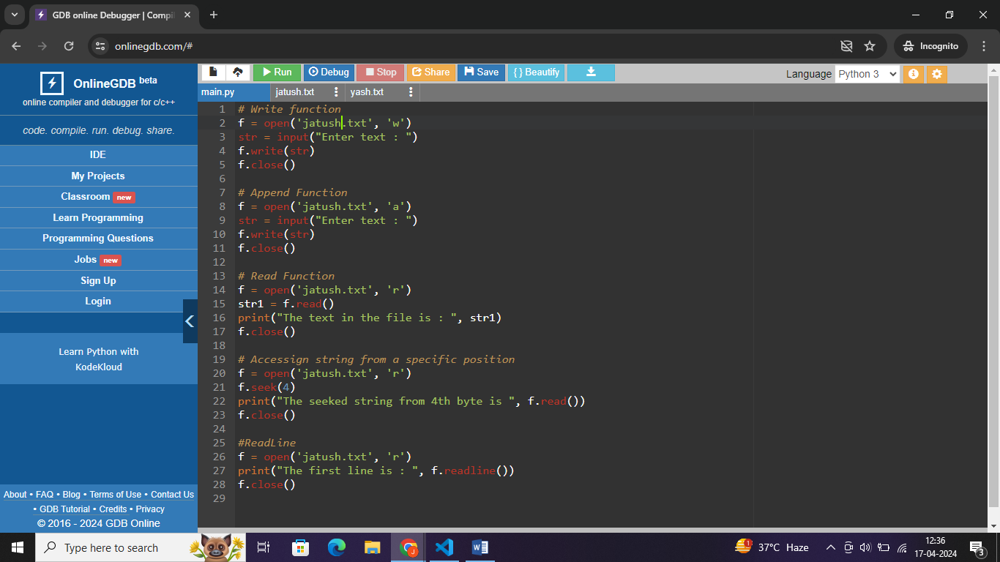 GDB online Debugger | Compil
onlinegdb.com/#
Incognito
OnlineGDB beta
online compiler and debugger for c/c++
code. compile. run. debug. share.
IDE
My Projects
Classroom new
Learn Programming
Programming Questions
Jobs new
Sign Up
Login
Learn Python with
KodeKloud
About • FAQ • Blog • Terms of Use • Contact Us
• GDB Tutorial • Credits • Privacy
© 2016 - 2024 GDB Online
Run Debug Stop Share Save { } Beautify Language Python 3
main.py jatush.txt yash.txt
1 # Write function
2 f = open('jatush.txt', 'w')
3 str = input("Enter text : ")
4 f.write(str)
5 f.close()
6
7 # Append Function
8 f = open('jatush.txt', 'a')
9 str = input("Enter text : ")
10 f.write(str)
11 f.close()
12
13 # Read Function
14 f = open('jatush.txt', 'r')
15 str1 = f.read()
16 print("The text in the file is : ", str1)
17 f.close()
18
19 # Accessign string from a specific position
20 f = open('jatush.txt', 'r')
21 f.seek(4)
22 print("The seeked string from 4th byte is ", f.read())
23 f.close()
24
25 #ReadLine
26 f = open('jatush.txt', 'r')
27 print("The first line is : ", f.readline())
28 f.close()
29
Type here to search
37°C Haze
12:36
17-04-2024
3